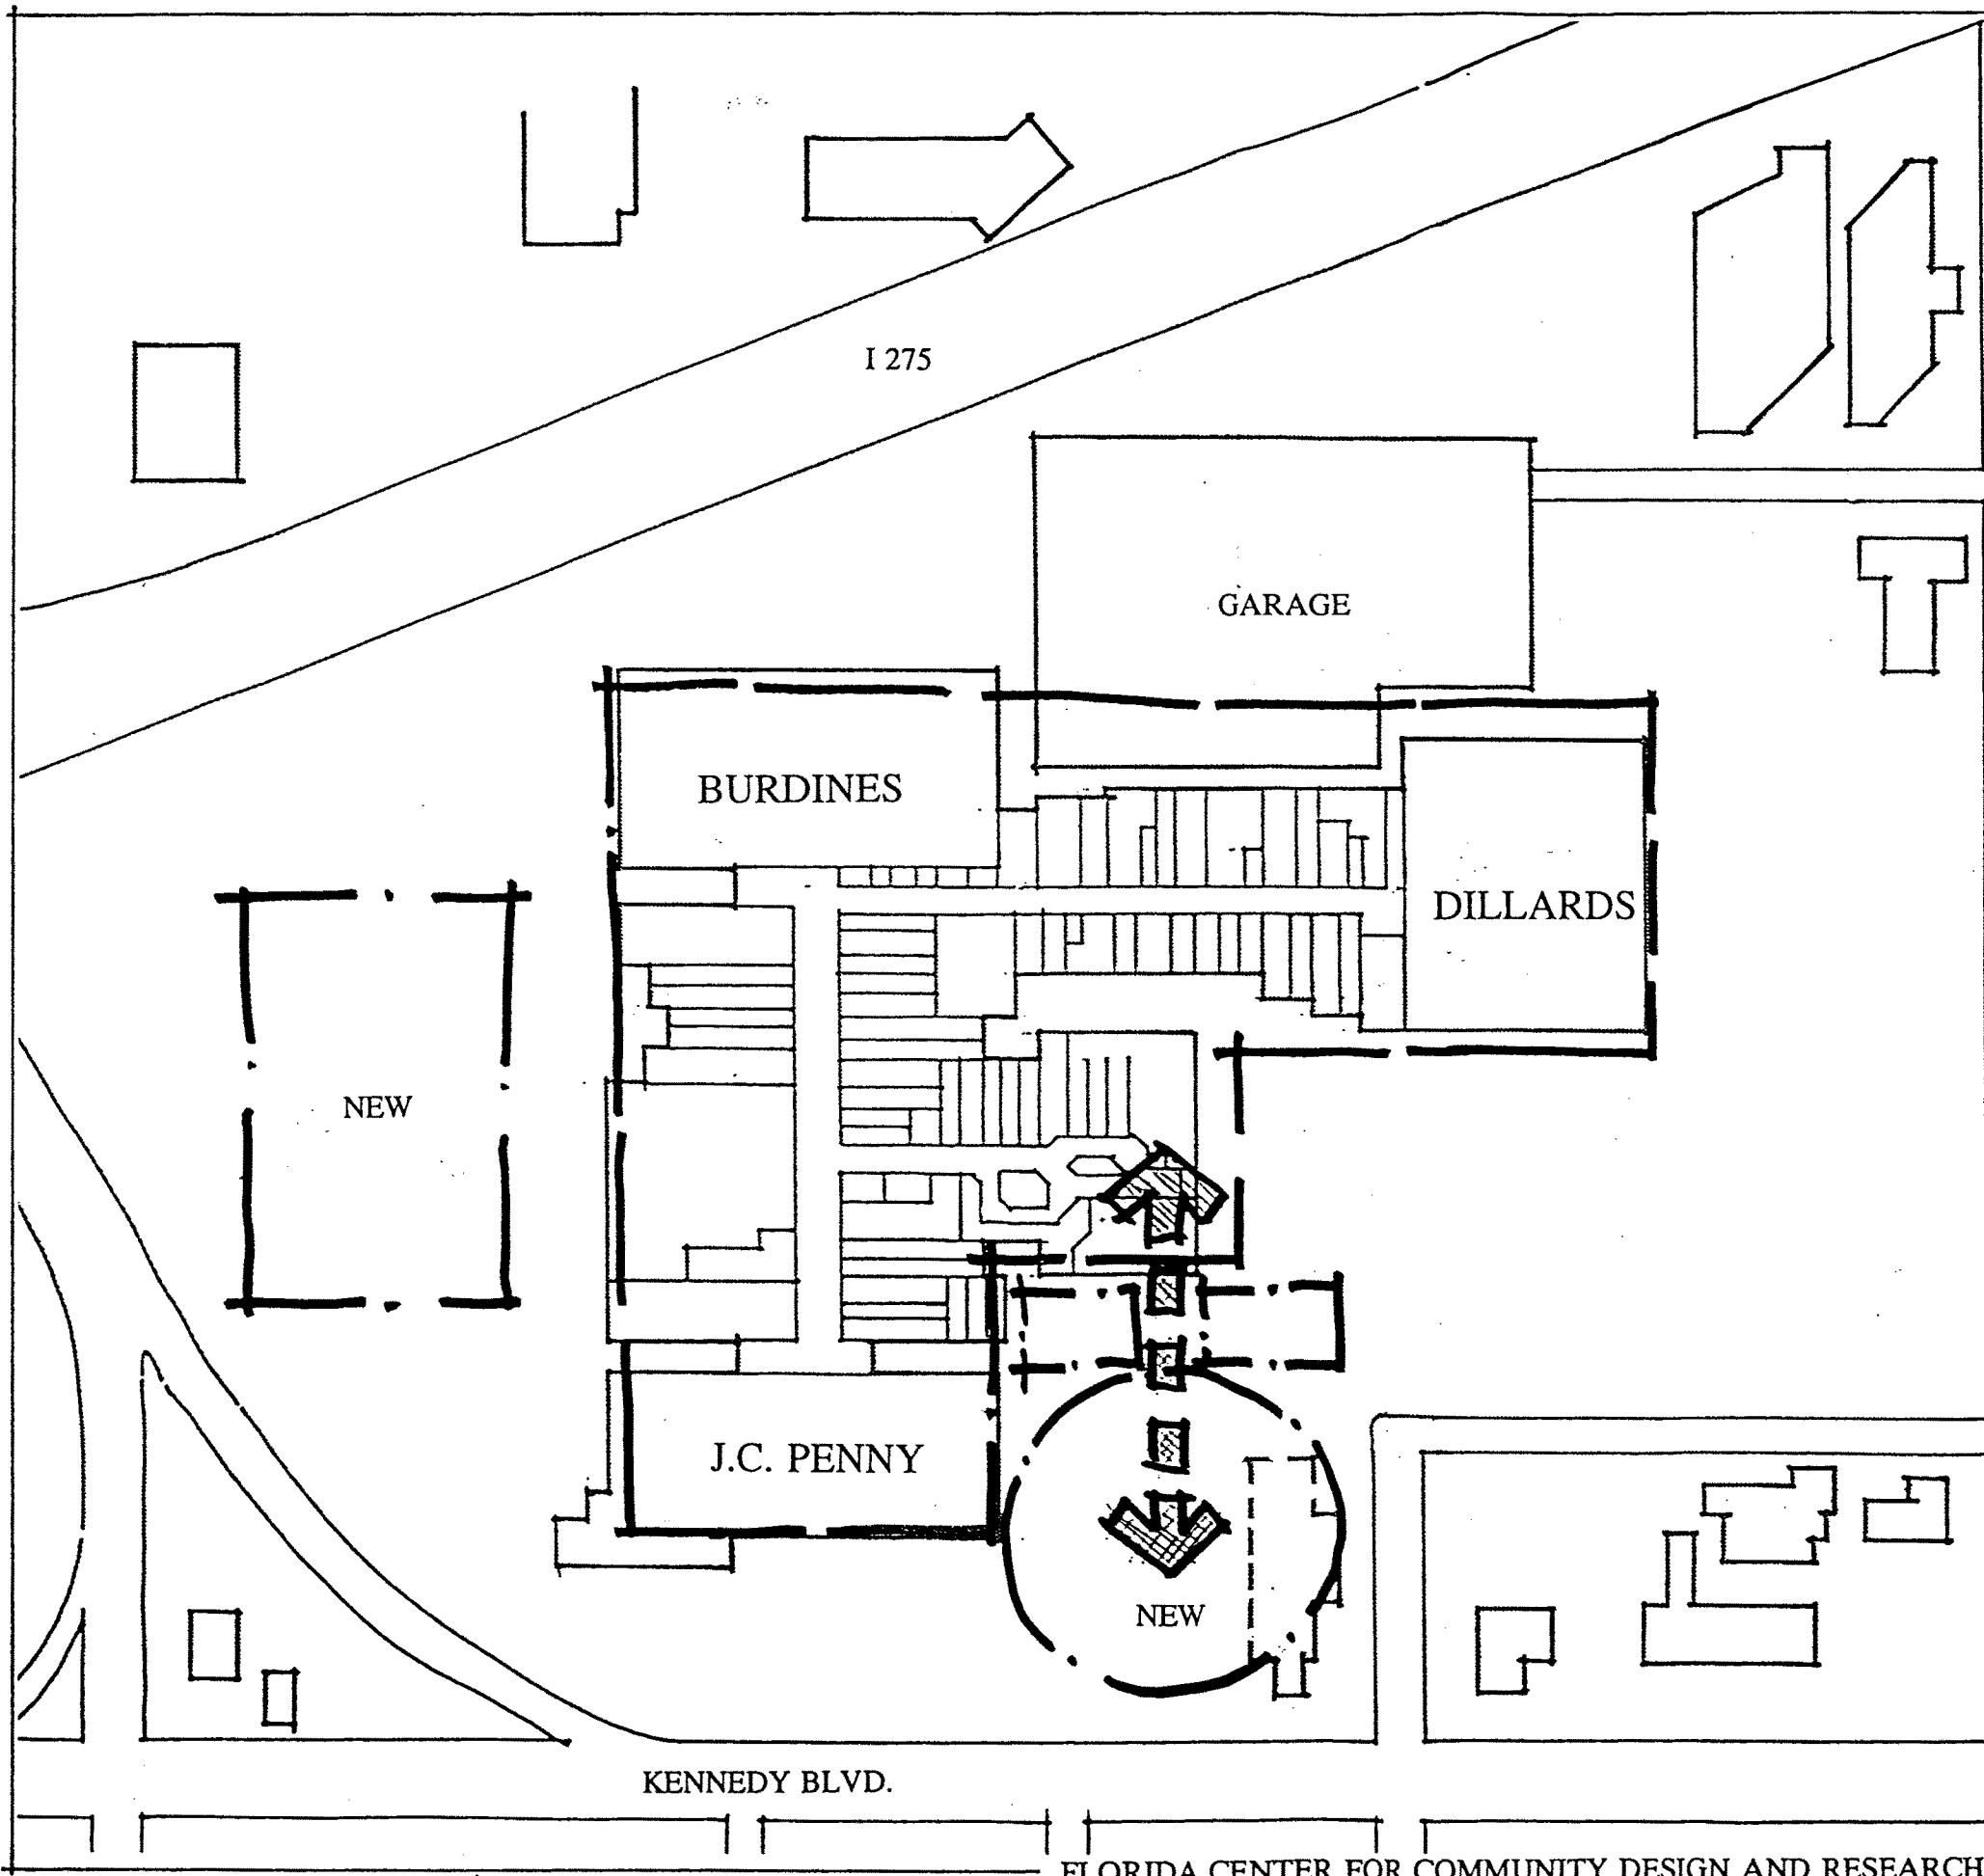 I 275
GARAGE
BURDINES
DILLARDS
NEW
J.C. PENNY
NEW
KENNEDY BLVD.
FLORIDA CENTER FOR COMMUNITY DESIGN AND RESEARCH